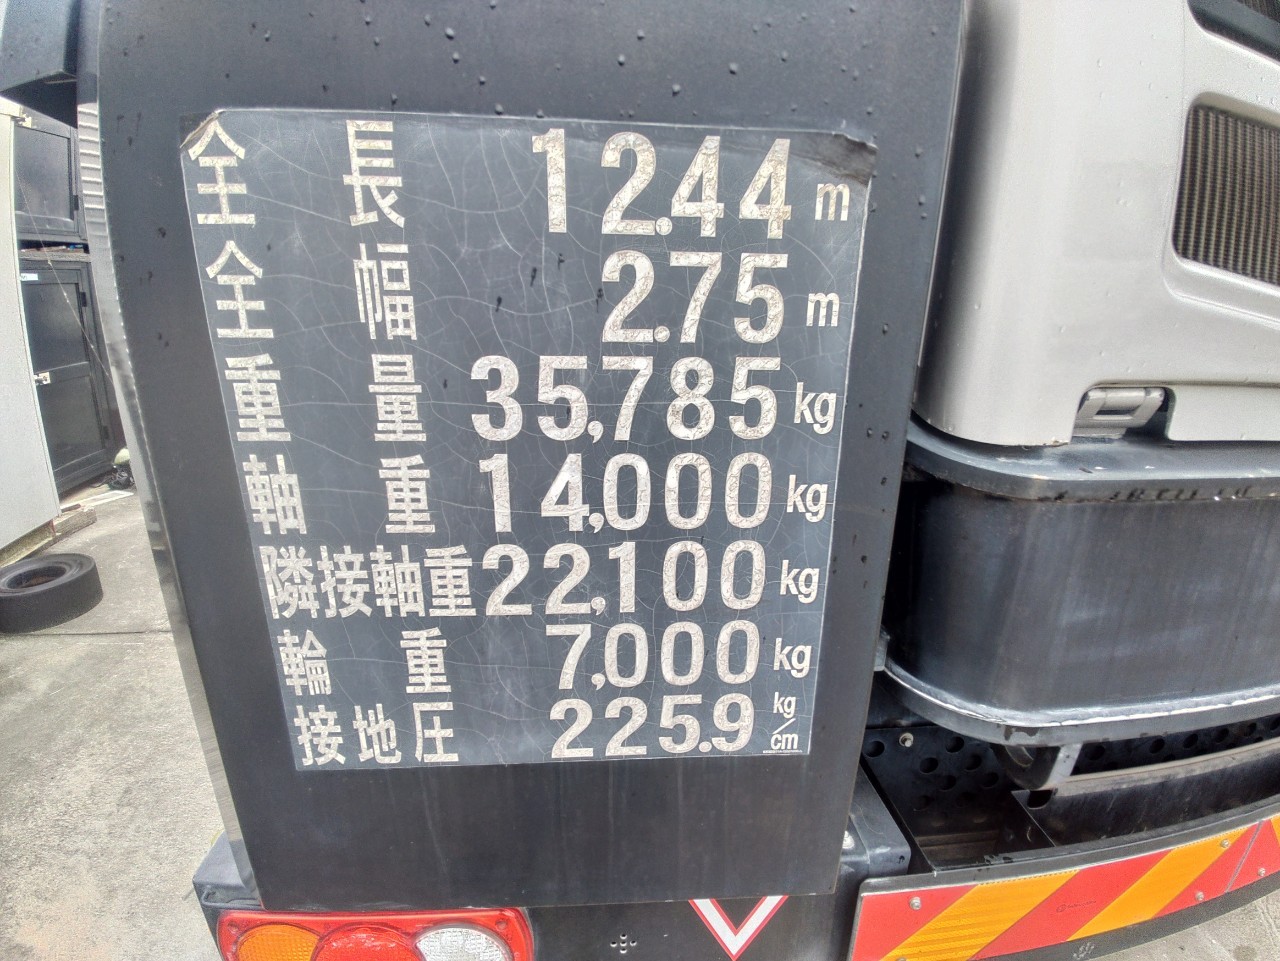 全長 12.44 m
全幅 2.75 m
重量 35,785 kg
軸重 14,000 kg
隣接軸重 22,100 kg
輪重 7,000 kg
接地圧 225.9 kg/cm